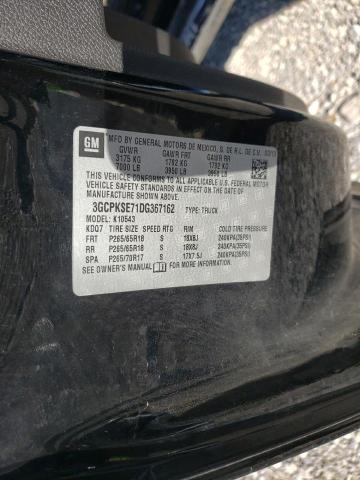 GM
MFD BY GENERAL MOTORS DE MEXICO, S. DE R.L. DE C.V.
GVWR GAWR FRT GAWR RR
3175 KG 1792 KG 1792 KG
7000 LB 3950 LB 3950 LB
THIS VEHICLE CONFORMS TO ALL APPLICABLE U.S. FEDERAL MOTOR
VEHICLE SAFETY STANDARDS IN EFFECT ON THE DATE OF
MANUFACTURE SHOWN ABOVE.
3GCPKSE71DG367162 TYPE: TRUCK
MODEL: K10543
KDQ7 TIRE SIZE SPEED RTG RIM COLD TIRE PRESSURE
FRT P265/65R18 S 18X8J 240KPA(35PSI)
RR P265/65R18 S 18X8J 240KPA(35PSI)
SPA P265/70R17 S 17X7.5J 240KPA(35PSI)
SEE OWNER'S MANUAL FOR ADDITIONAL INFORMATION.